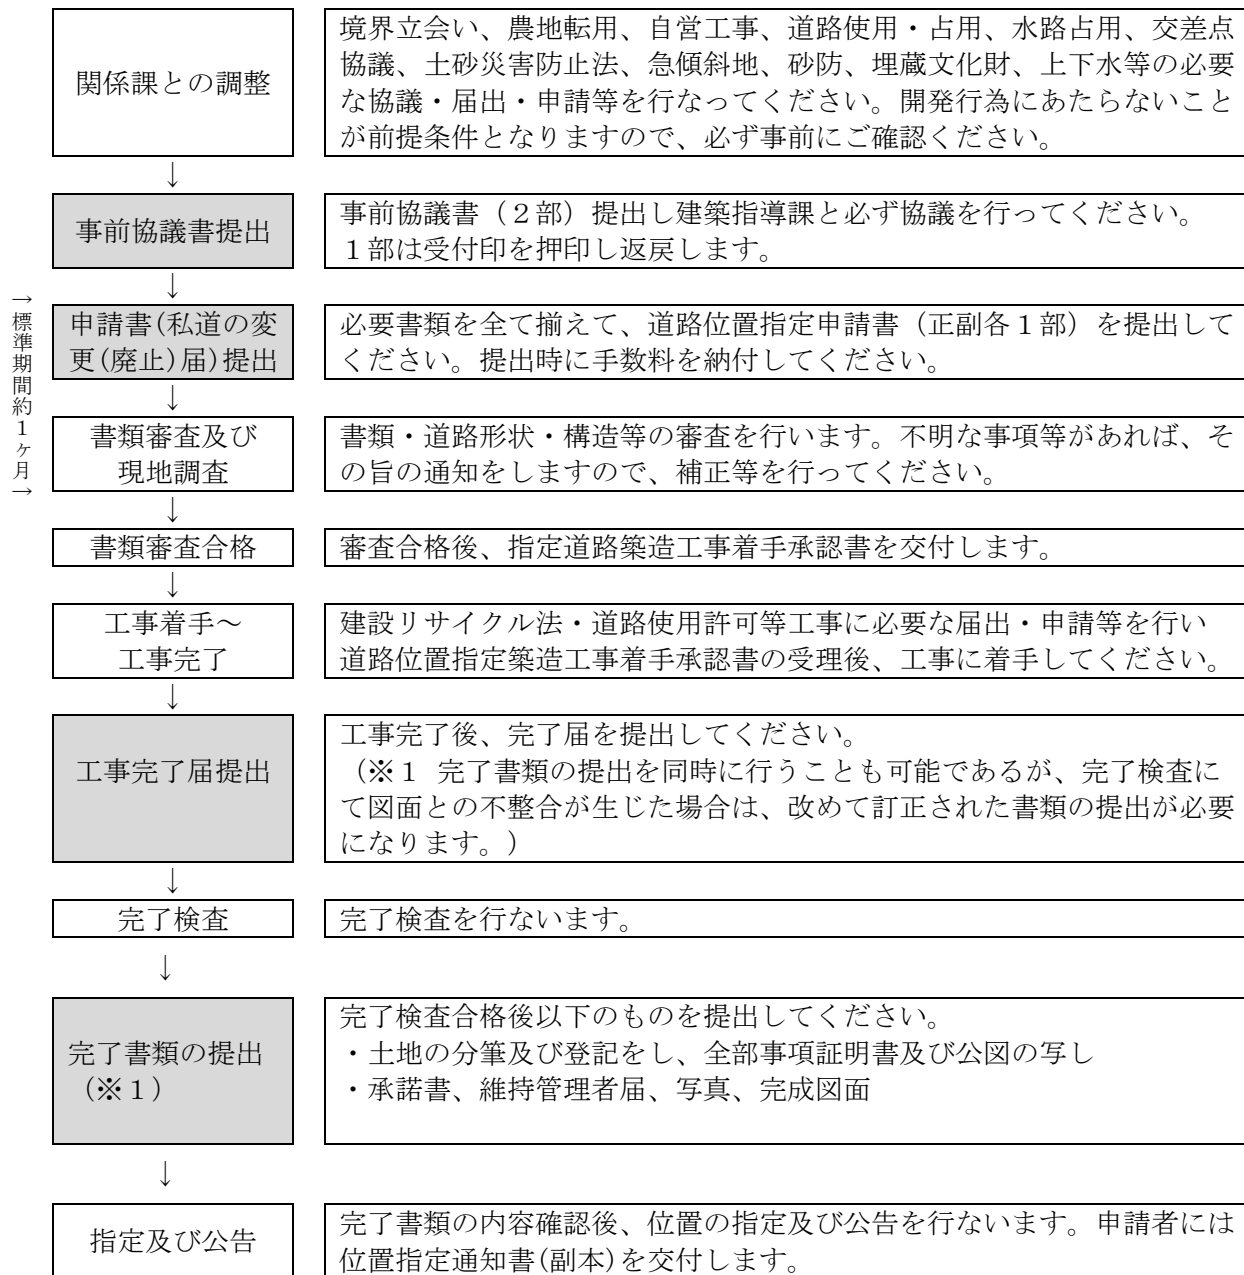 関係課との調整
境界立会い、農地転用、自営工事、道路使用・占用、水路占用、交差点
協議、土砂災害防止法、急傾斜地、砂防、埋蔵文化財、上下水等の必要
な協議・届出・申請等を行なってください。開発行為にあたらないこと
が前提条件となりますので、必ず事前にご確認ください。
↓
事前協議書提出
事前協議書（２部）提出し建築指導課と必ず協議を行ってください。
１部は受付印を押印し返戻します。
↓
→標準期間約１ヶ月→
申請書(私道の変
更(廃止)届)提出
必要書類を全て揃えて、道路位置指定申請書（正副各１部）を提出して
ください。提出時に手数料を納付してください。
↓
書類審査及び
現地調査
書類・道路形状・構造等の審査を行います。不明な事項等があれば、そ
の旨の通知をしますので、補正等を行ってください。
↓
書類審査合格
審査合格後、指定道路築造工事着手承認書を交付します。
↓
工事着手～
工事完了
建設リサイクル法・道路使用許可等工事に必要な届出・申請等を行い
道路位置指定築造工事着手承認書の受理後、工事に着手してください。
↓
工事完了届提出
工事完了後、完了届を提出してください。
（※１ 完了書類の提出を同時に行うことも可能であるが、完了検査に
て図面との不整合が生じた場合は、改めて訂正された書類の提出が必要
になります。）
↓
完了検査
完了検査を行ないます。
↓
完了書類の提出
（※１）
完了検査合格後以下のものを提出してください。
・土地の分筆及び登記をし、全部事項証明書及び公図の写し
・承諾書、維持管理者届、写真、完成図面
↓
指定及び公告
完了書類の内容確認後、位置の指定及び公告を行ないます。申請者には
位置指定通知書(副本)を交付します。